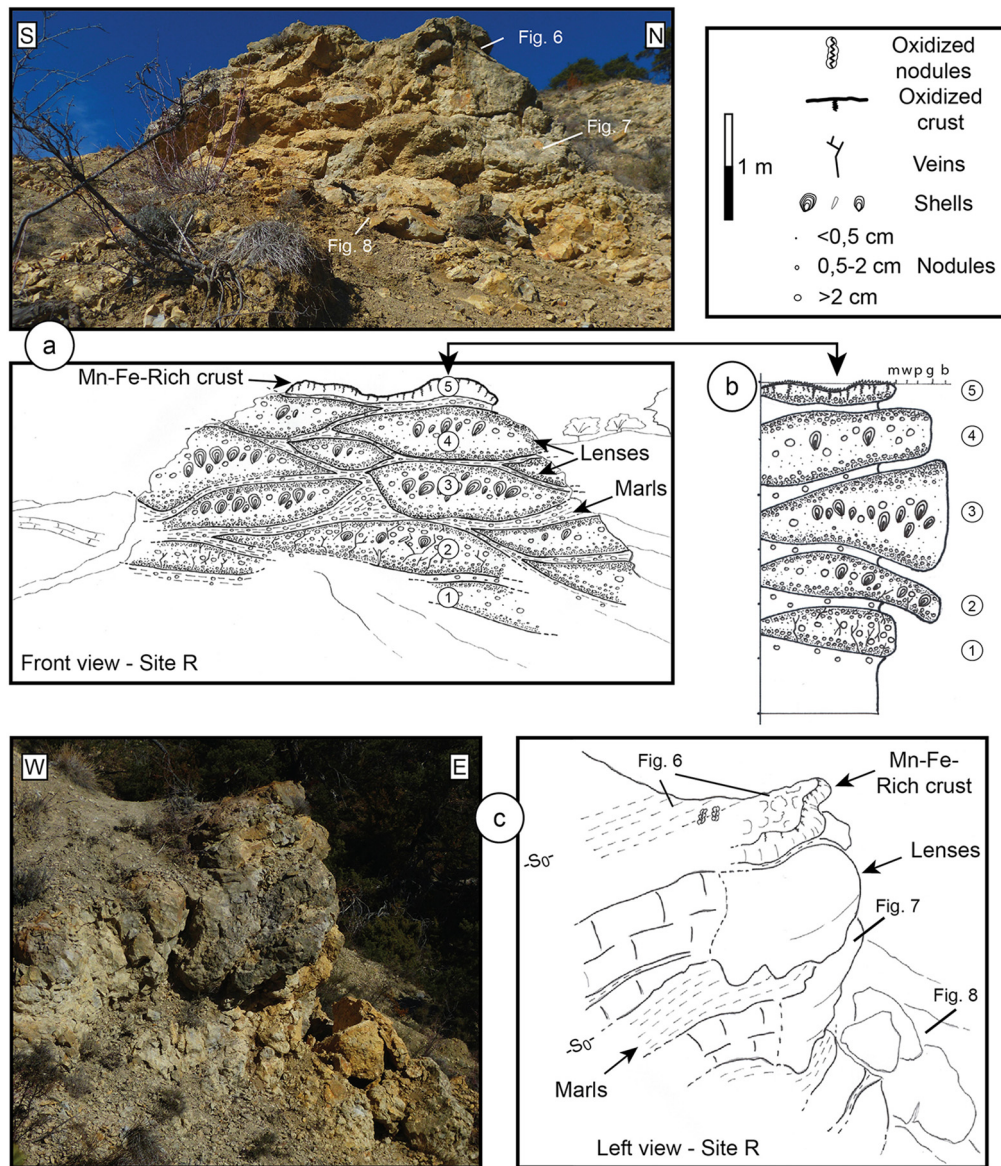 S
N
Fig. 6
Fig. 7
Fig. 8
Oxidized
nodules
Oxidized
crust
1 m
Veins
Shells
<0,5 cm
0,5-2 cm Nodules
>2 cm
a
Mn-Fe-Rich crust
5
4
Lenses
3
Marls
2
1
Front view - Site R
b
m w p g b
5
4
3
2
1
W
E
c
Fig. 6
Mn-Fe-
Rich crust
-S0-
Lenses
Fig. 7
Fig. 8
-S0-
Marls
Left view - Site R